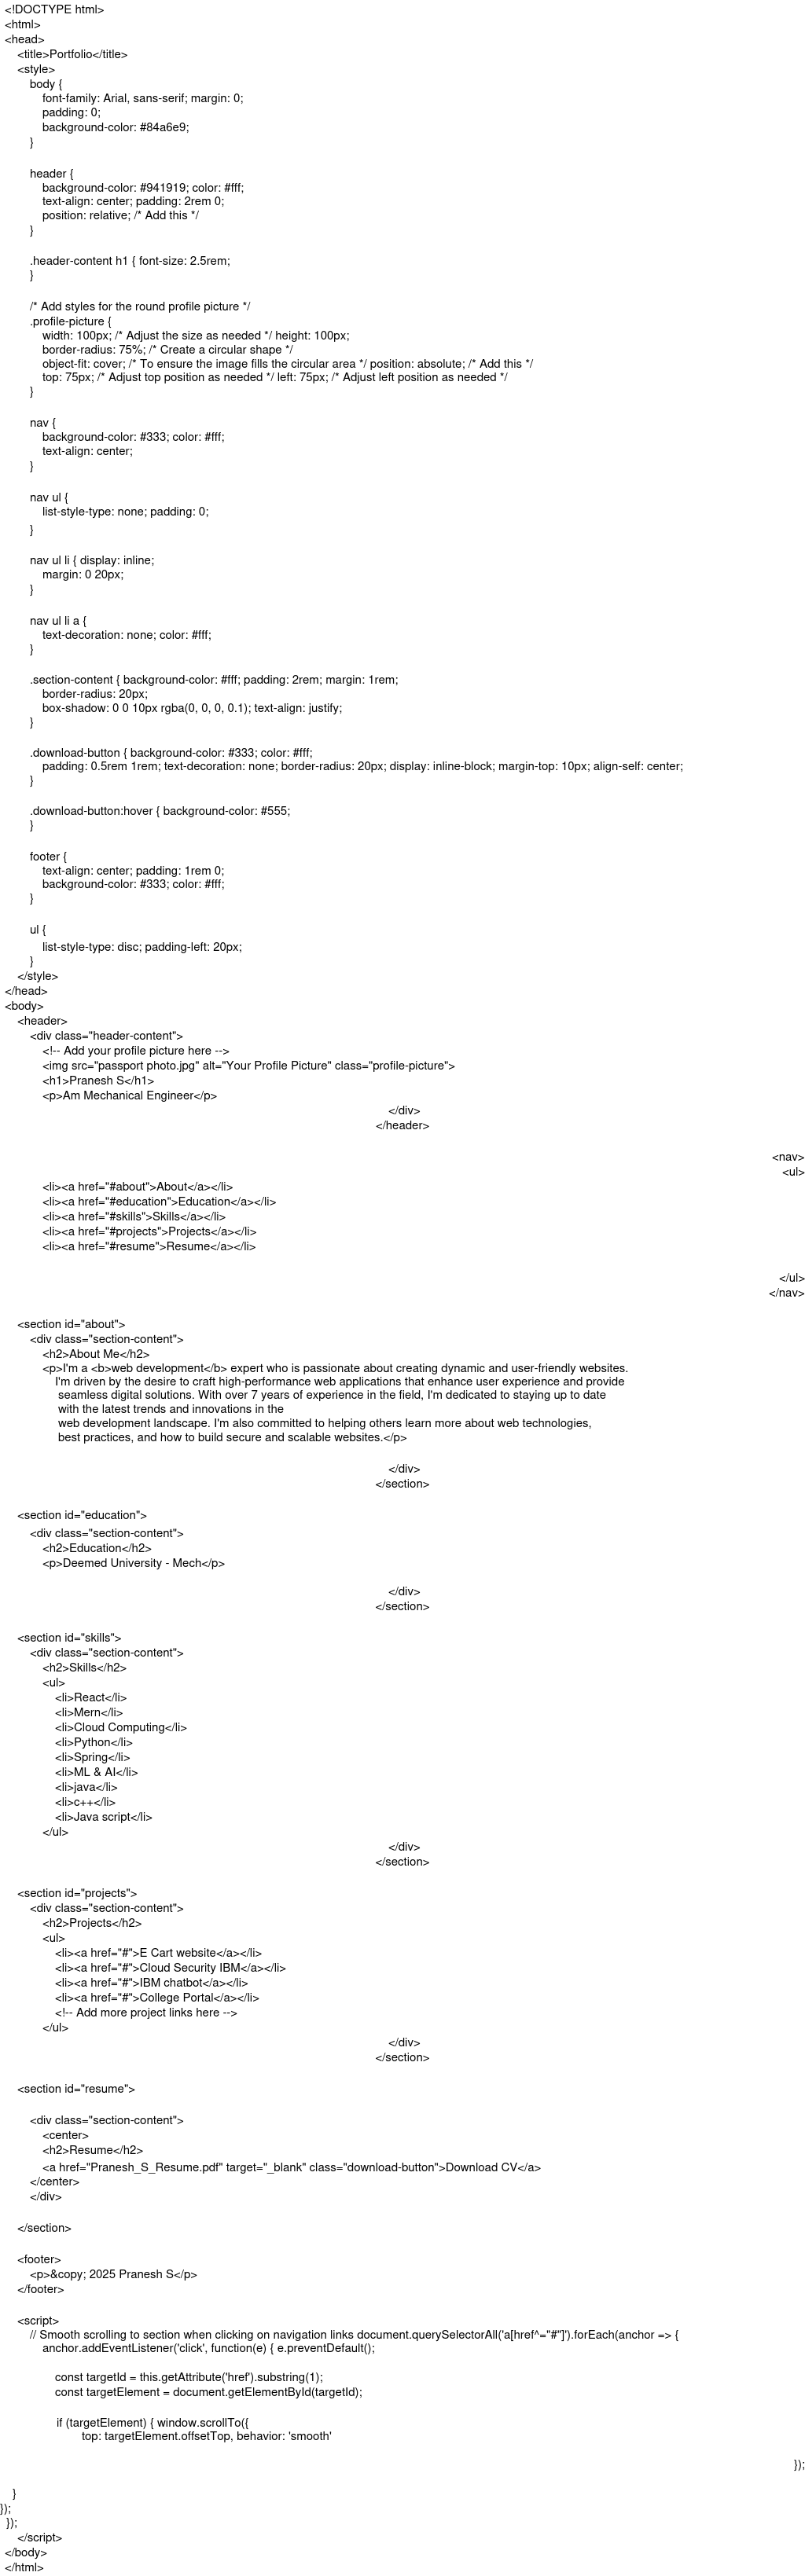 <!DOCTYPE html>
<html>
<head>
<title>Portfolio</title>
<style>
body {
font-family: Arial, sans-serif; margin: 0;
padding: 0;
background-color: #84a6e9;
}
header {
background-color: #941919; color: #fff;
text-align: center; padding: 2rem 0;
position: relative; /* Add this */
}
.header-content h1 { font-size: 2.5rem;
}
/* Add styles for the round profile picture */
.profile-picture {
width: 100px; /* Adjust the size as needed */ height: 100px;
border-radius: 75%; /* Create a circular shape */
object-fit: cover; /* To ensure the image fills the circular area */ position: absolute; /* Add this */
top: 75px; /* Adjust top position as needed */ left: 75px; /* Adjust left position as needed */
}
nav {
background-color: #333; color: #fff;
text-align: center;
}
nav ul {
list-style-type: none; padding: 0;
}
nav ul li { display: inline;
margin: 0 20px;
}
nav ul li a {
text-decoration: none; color: #fff;
}
.section-content { background-color: #fff; padding: 2rem; margin: 1rem;
border-radius: 20px;
box-shadow: 0 0 10px rgba(0, 0, 0, 0.1); text-align: justify;
}
.download-button { background-color: #333; color: #fff;
padding: 0.5rem 1rem; text-decoration: none; border-radius: 20px; display: inline-block; margin-top: 10px; align-self: center;
}
.download-button:hover { background-color: #555;
}
footer {
text-align: center; padding: 1rem 0;
background-color: #333; color: #fff;
}
ul {
list-style-type: disc; padding-left: 20px;
}
</style>
</head>
<body>
<header>
<div class="header-content">
<!-- Add your profile picture here -->
<img src="passport photo.jpg" alt="Your Profile Picture" class="profile-picture">
<h1>Pranesh S</h1>
<p>Am Mechanical Engineer</p>
</div>
</header>
<nav>
<ul>
<li><a href="#about">About</a></li>
<li><a href="#education">Education</a></li>
<li><a href="#skills">Skills</a></li>
<li><a href="#projects">Projects</a></li>
<li><a href="#resume">Resume</a></li>
</ul>
</nav>
<section id="about">
<div class="section-content">
<h2>About Me</h2>
<p>I'm a <b>web development</b> expert who is passionate about creating dynamic and user-friendly websites.
I'm driven by the desire to craft high-performance web applications that enhance user experience and provide
seamless digital solutions. With over 7 years of experience in the field, I'm dedicated to staying up to date
with the latest trends and innovations in the
web development landscape. I'm also committed to helping others learn more about web technologies,
best practices, and how to build secure and scalable websites.</p>
</div>
</section>
<section id="education">
<div class="section-content">
<h2>Education</h2>
<p>Deemed University - Mech</p>
</div>
</section>
<section id="skills">
<div class="section-content">
<h2>Skills</h2>
<ul>
<li>React</li>
<li>Mern</li>
<li>Cloud Computing</li>
<li>Python</li>
<li>Spring</li>
<li>ML & AI</li>
<li>java</li>
<li>c++</li>
<li>Java script</li>
</ul>
</div>
</section>
<section id="projects">
<div class="section-content">
<h2>Projects</h2>
<ul>
<li><a href="#">E Cart website</a></li>
<li><a href="#">Cloud Security IBM</a></li>
<li><a href="#">IBM chatbot</a></li>
<li><a href="#">College Portal</a></li>
<!-- Add more project links here -->
</ul>
</div>
</section>
<section id="resume">
<div class="section-content">
<center>
<h2>Resume</h2>
<a href="Pranesh_S_Resume.pdf" target="_blank" class="download-button">Download CV</a>
</center>
</div>
</section>
<footer>
<p>&copy; 2025 Pranesh S</p>
</footer>
<script>
// Smooth scrolling to section when clicking on navigation links document.querySelectorAll('a[href^="#"]').forEach(anchor => {
anchor.addEventListener('click', function(e) { e.preventDefault();
const targetId = this.getAttribute('href').substring(1);
const targetElement = document.getElementById(targetId);
if (targetElement) { window.scrollTo({
top: targetElement.offsetTop, behavior: 'smooth'
});
}
});
});
</script>
</body>
</html>